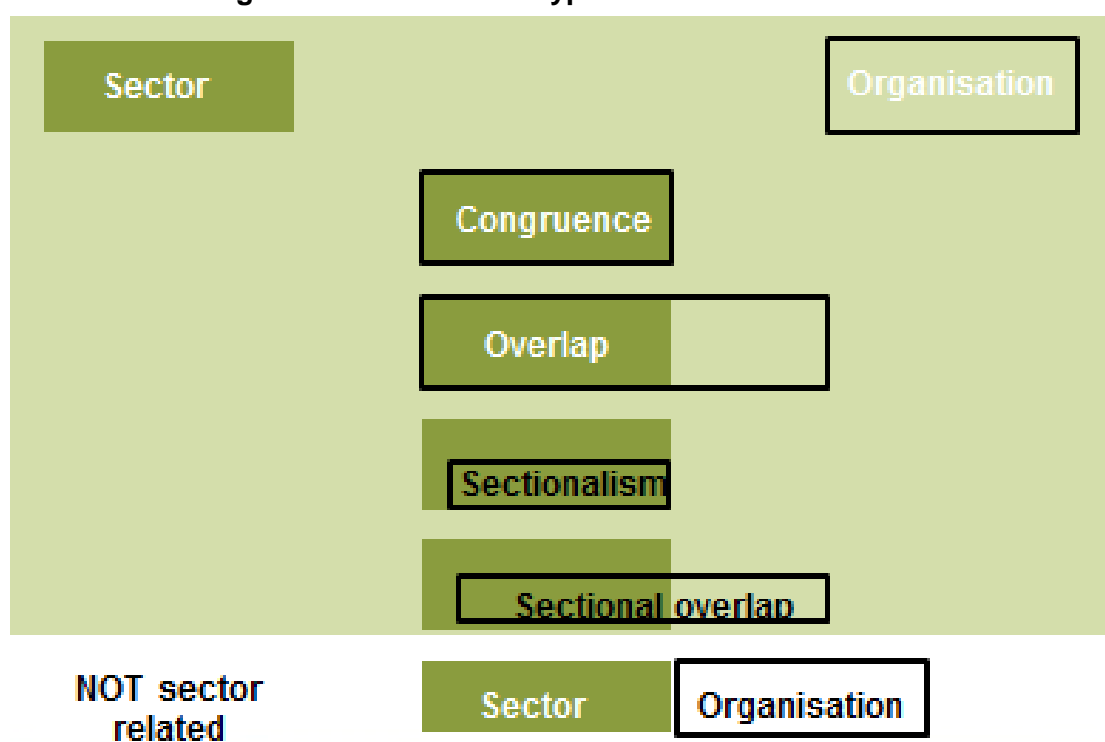 Sector
Organisation
Congruence
Overlap
Sectionalism
Sectional overlap
NOT sector
related
Sector
Organisation